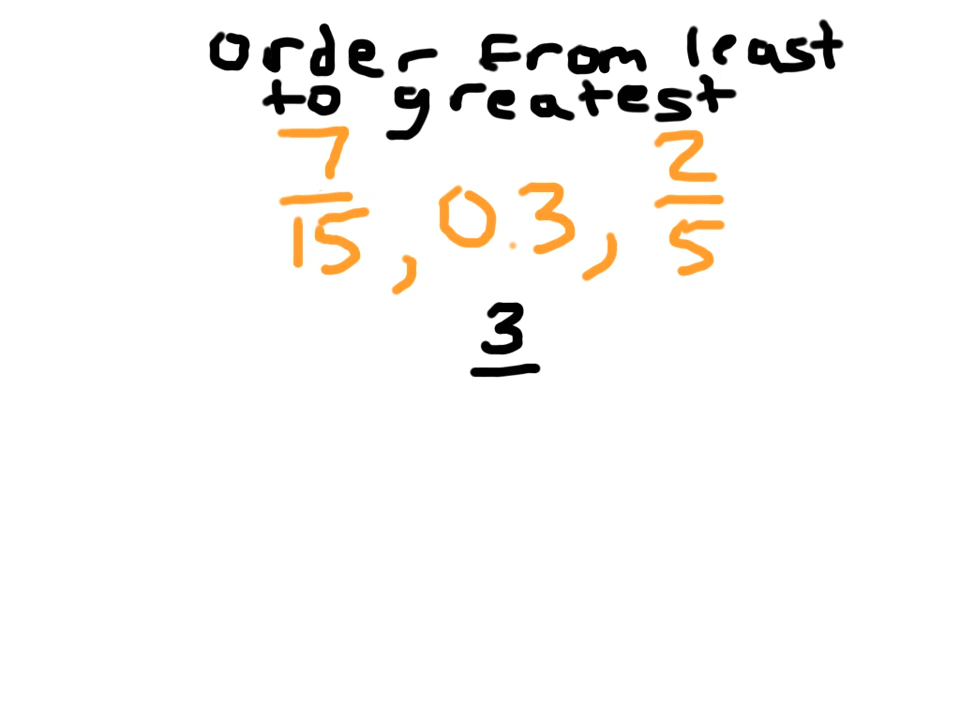 order from least
to greatest
7/15, 0.3, 2/5
3